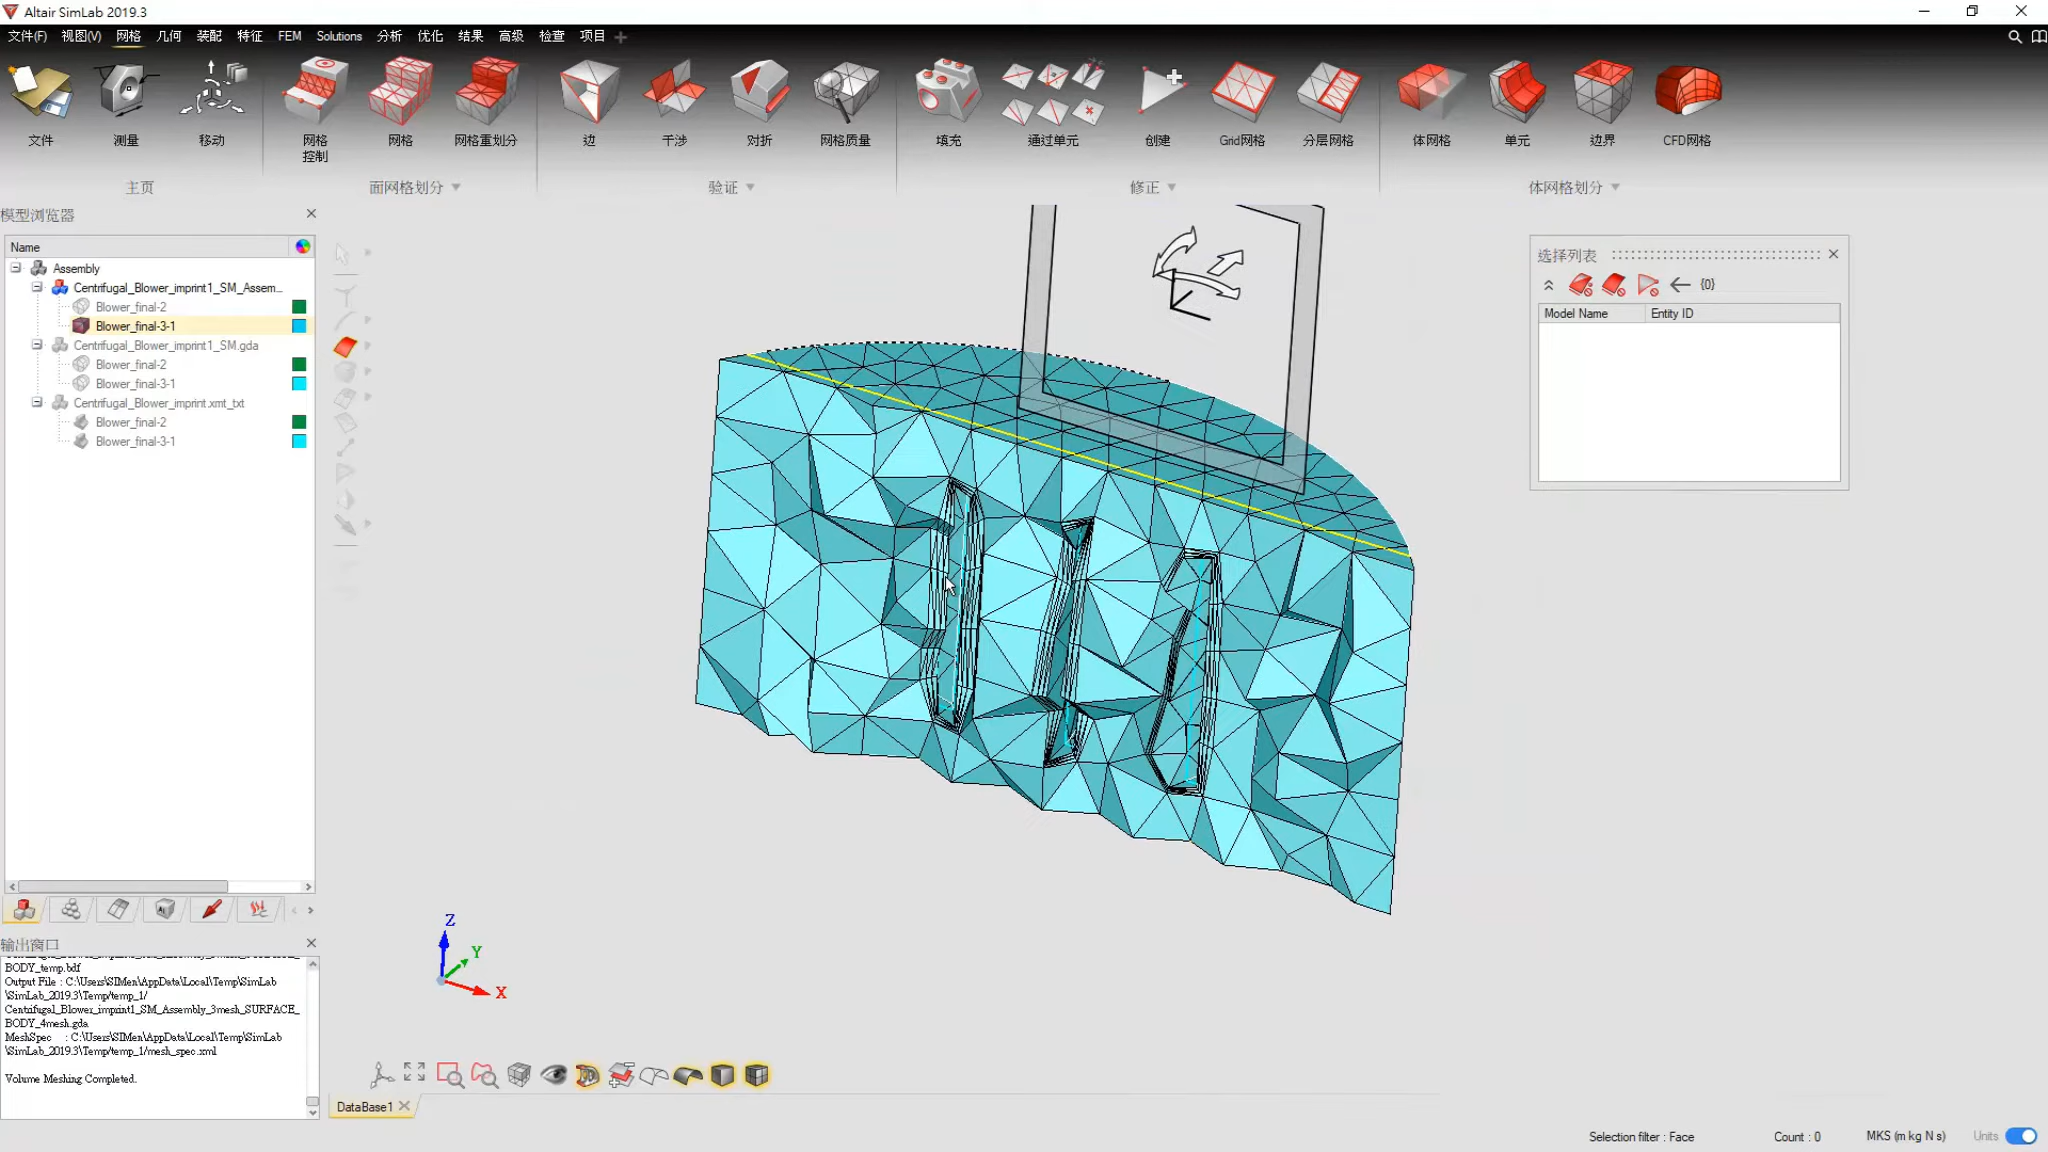 Altair SimLab 2019.3
文件(F) 视图(V) 网格 几何 装配 特征 FEM Solutions 分析 优化 结果 高级 检查 项目
文件 测量 移动 网格控制 网格 网格重划分 边 干涉 对折 网格质量 填充 通过单元 创建 Grid网格 分层网格 体网格 单元 边界 CFD网格
主页 面网格划分 验证 修正 体网格划分
模型浏览器
Name
Assembly
Centrifugal_Blower_imprint1_SM_Assem...
Blower_final-2
Blower_final-3-1
Centrifugal_Blower_imprint1_SM.gda
Blower_final-2
Blower_final-3-1
Centrifugal_Blower_imprint.xmt_txt
Blower_final-2
Blower_final-3-1
选择列表
{0}
Model Name Entity ID
Z
Y
X
输出窗口
BODY_temp.bdf
Output File : C:\Users\SIMen\AppData\Local\Temp\SimLab
\SimLab_2019.3\Temp/temp_1/
Centrifugal_Blower_imprint1_SM_Assembly_3mesh_SURFACE_
BODY_4mesh.gda
MeshSpec : C:\Users\SIMen\AppData\Local\Temp\SimLab
\SimLab_2019.3\Temp/temp_1/mesh_spec.xml
Volume Meshing Completed.
DataBase1
Selection filter : Face Count : 0 MKS (m kg N s) Units